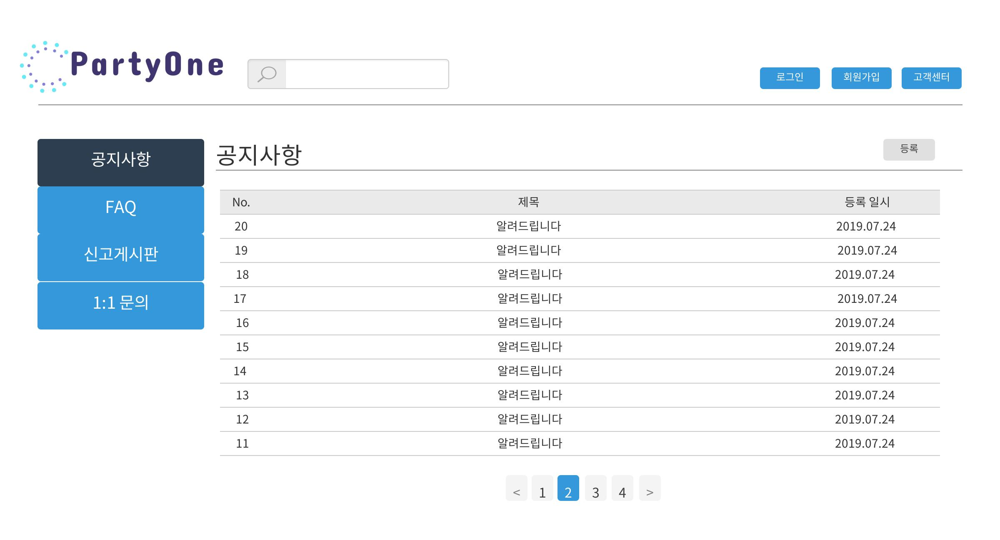 PartyOne
로그인 회원가입 고객센터
공지사항
FAQ
신고게시판
1:1 문의
공지사항
등록
No. 제목 등록 일시
20 알려드립니다 2019.07.24
19 알려드립니다 2019.07.24
18 알려드립니다 2019.07.24
17 알려드립니다 2019.07.24
16 알려드립니다 2019.07.24
15 알려드립니다 2019.07.24
14 알려드립니다 2019.07.24
13 알려드립니다 2019.07.24
12 알려드립니다 2019.07.24
11 알려드립니다 2019.07.24
< 1 2 3 4 >